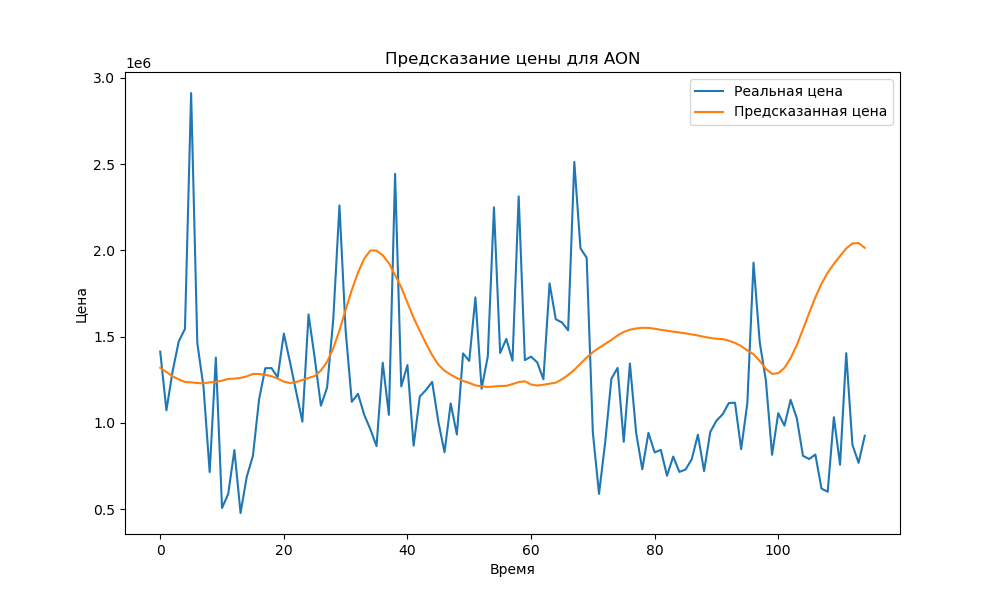 Предсказание цены для AON
1e6
Реальная цена
Предсказанная цена
3.0
2.5
2.0
1.5
1.0
0.5
Цена
0 20 40 60 80 100
Время